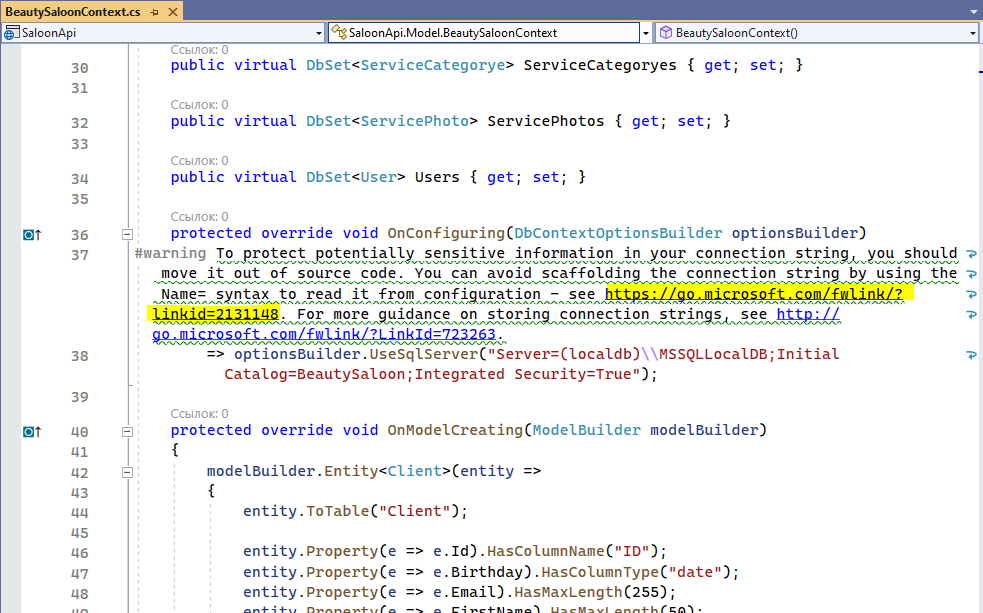 BeautySaloonContext.cs
SaloonApi SaloonApi.Model.BeautySaloonContext BeautySaloonContext()
Ссылок: 0
30 public virtual DbSet<ServiceCategorye> ServiceCategoryes { get; set; }
31
Ссылок: 0
32 public virtual DbSet<ServicePhoto> ServicePhotos { get; set; }
33
Ссылок: 0
34 public virtual DbSet<User> Users { get; set; }
35
Ссылок: 0
36 protected override void OnConfiguring(DbContextOptionsBuilder optionsBuilder)
37 #warning To protect potentially sensitive information in your connection string, you should
move it out of source code. You can avoid scaffolding the connection string by using the
Name= syntax to read it from configuration - see https://go.microsoft.com/fwlink/?
linkid=2131148. For more guidance on storing connection strings, see http://
go.microsoft.com/fwlink/?LinkId=723263.
38 => optionsBuilder.UseSqlServer("Server=(localdb)\\MSSQLLocalDB;Initial
Catalog=BeautySaloon;Integrated Security=True");
39
Ссылок: 0
40 protected override void OnModelCreating(ModelBuilder modelBuilder)
41 {
42 modelBuilder.Entity<Client>(entity =>
43 {
44 entity.ToTable("Client");
45
46 entity.Property(e => e.Id).HasColumnName("ID");
47 entity.Property(e => e.Birthday).HasColumnType("date");
48 entity.Property(e => e.Email).HasMaxLength(255);
49 entity.Property(e => e.FirstName).HasMaxLength(50);